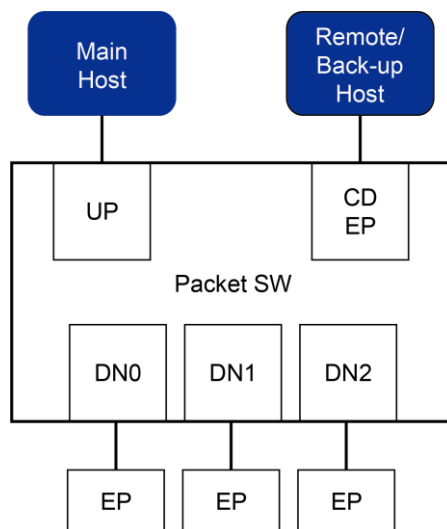 Main
Host
Remote/
Back-up
Host
UP
CD
EP
Packet SW
DN0
DN1
DN2
EP
EP
EP